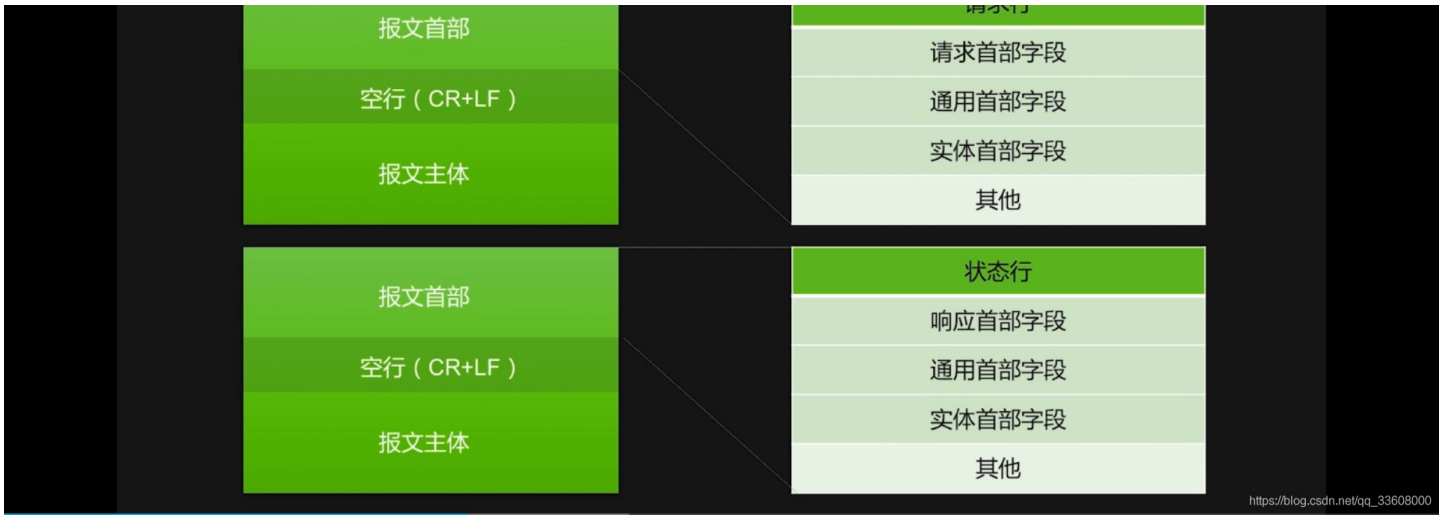 报文首部
空行（CR+LF）
报文主体
请求行
请求首部字段
通用首部字段
实体首部字段
其他
报文首部
空行（CR+LF）
报文主体
状态行
响应首部字段
通用首部字段
实体首部字段
其他
https://blog.csdn.net/qq_33608000